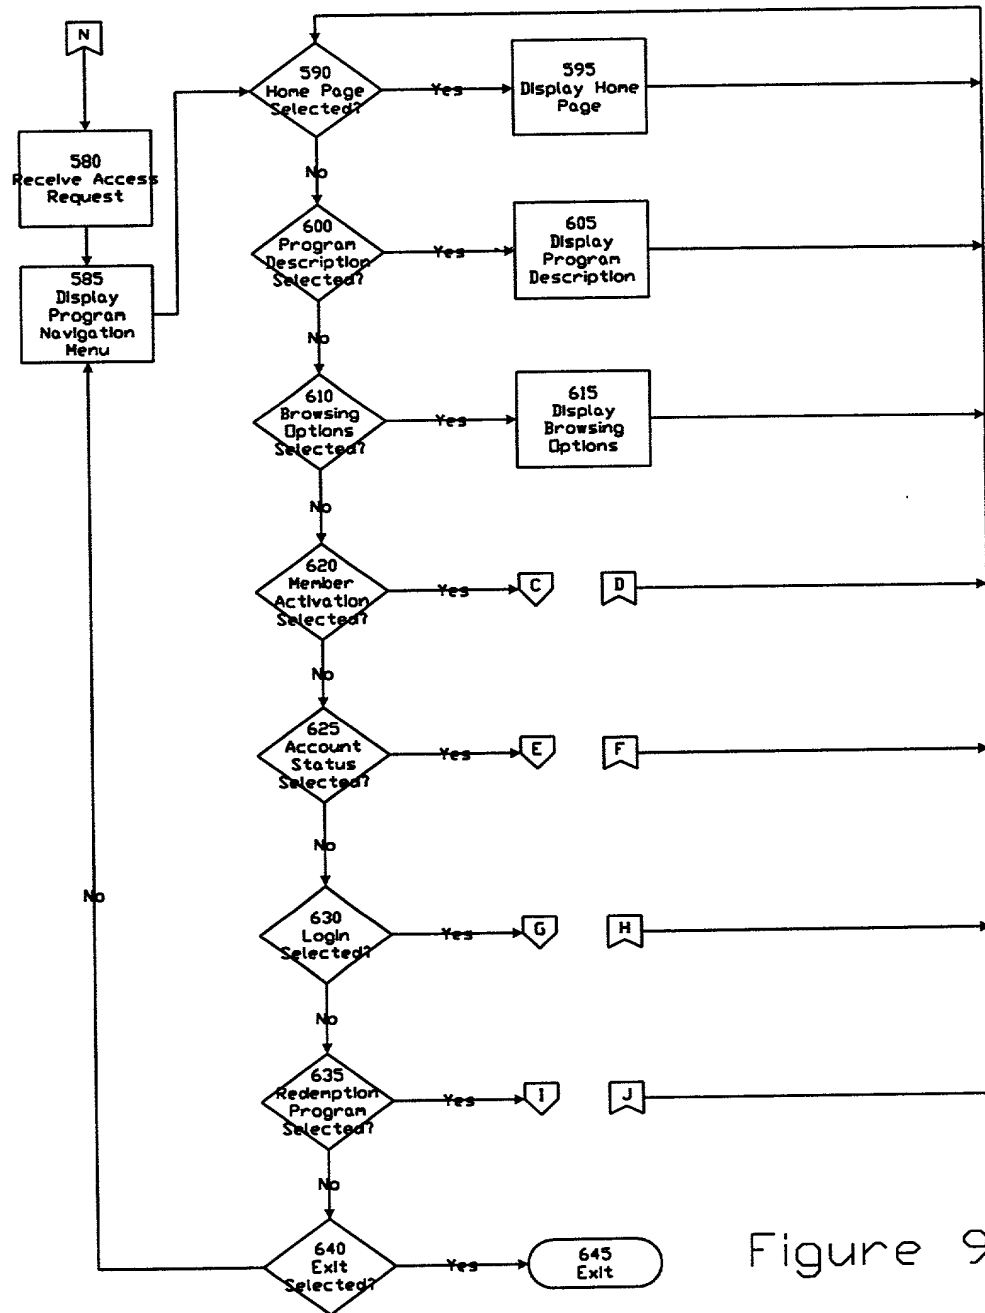 N
580
Receive Access
Request
585
Display
Program
Navigation
Menu
590
Home Page
Selected?
Yes
595
Display Home
Page
No
600
Program
Description
Selected?
Yes
605
Display
Program
Description
No
610
Browsing
Options
Selected?
Yes
615
Display
Browsing
Options
No
620
Member
Activation
Selected?
Yes
C
D
No
625
Account
Status
Selected?
Yes
E
F
No
No
630
Login
Selected?
Yes
G
H
No
635
Redemption
Program
Selected?
Yes
I
J
No
640
Exit
Selected?
Yes
645
Exit
Figure 9